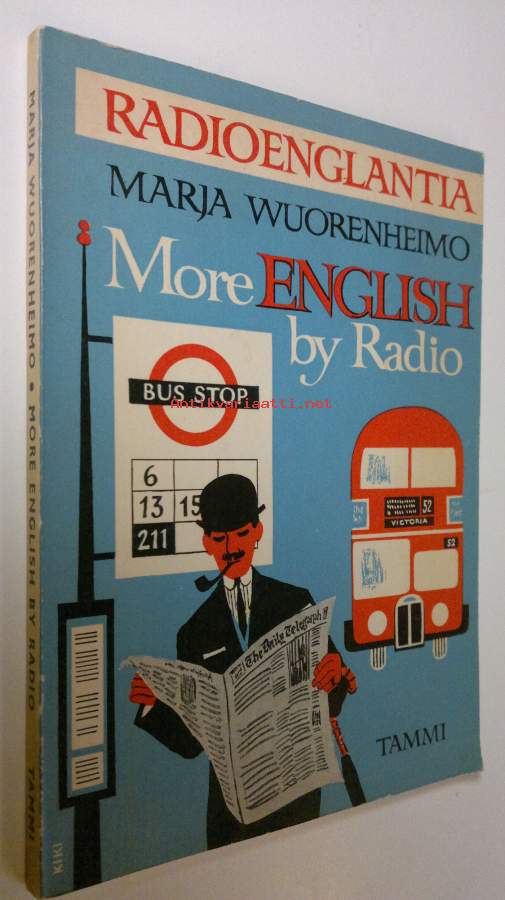 RADIOENGLANTIA
MARJA WUORENHEIMO
More ENGLISH
by Radio
BUS STOP
Antikvariaatti.net
6
13 15
211
52
VICTORIA
52
The Daily Telegraph
TAMMI
KIKI
MARJA WUORENHEIMO • MORE ENGLISH BY RADIO TAMMI